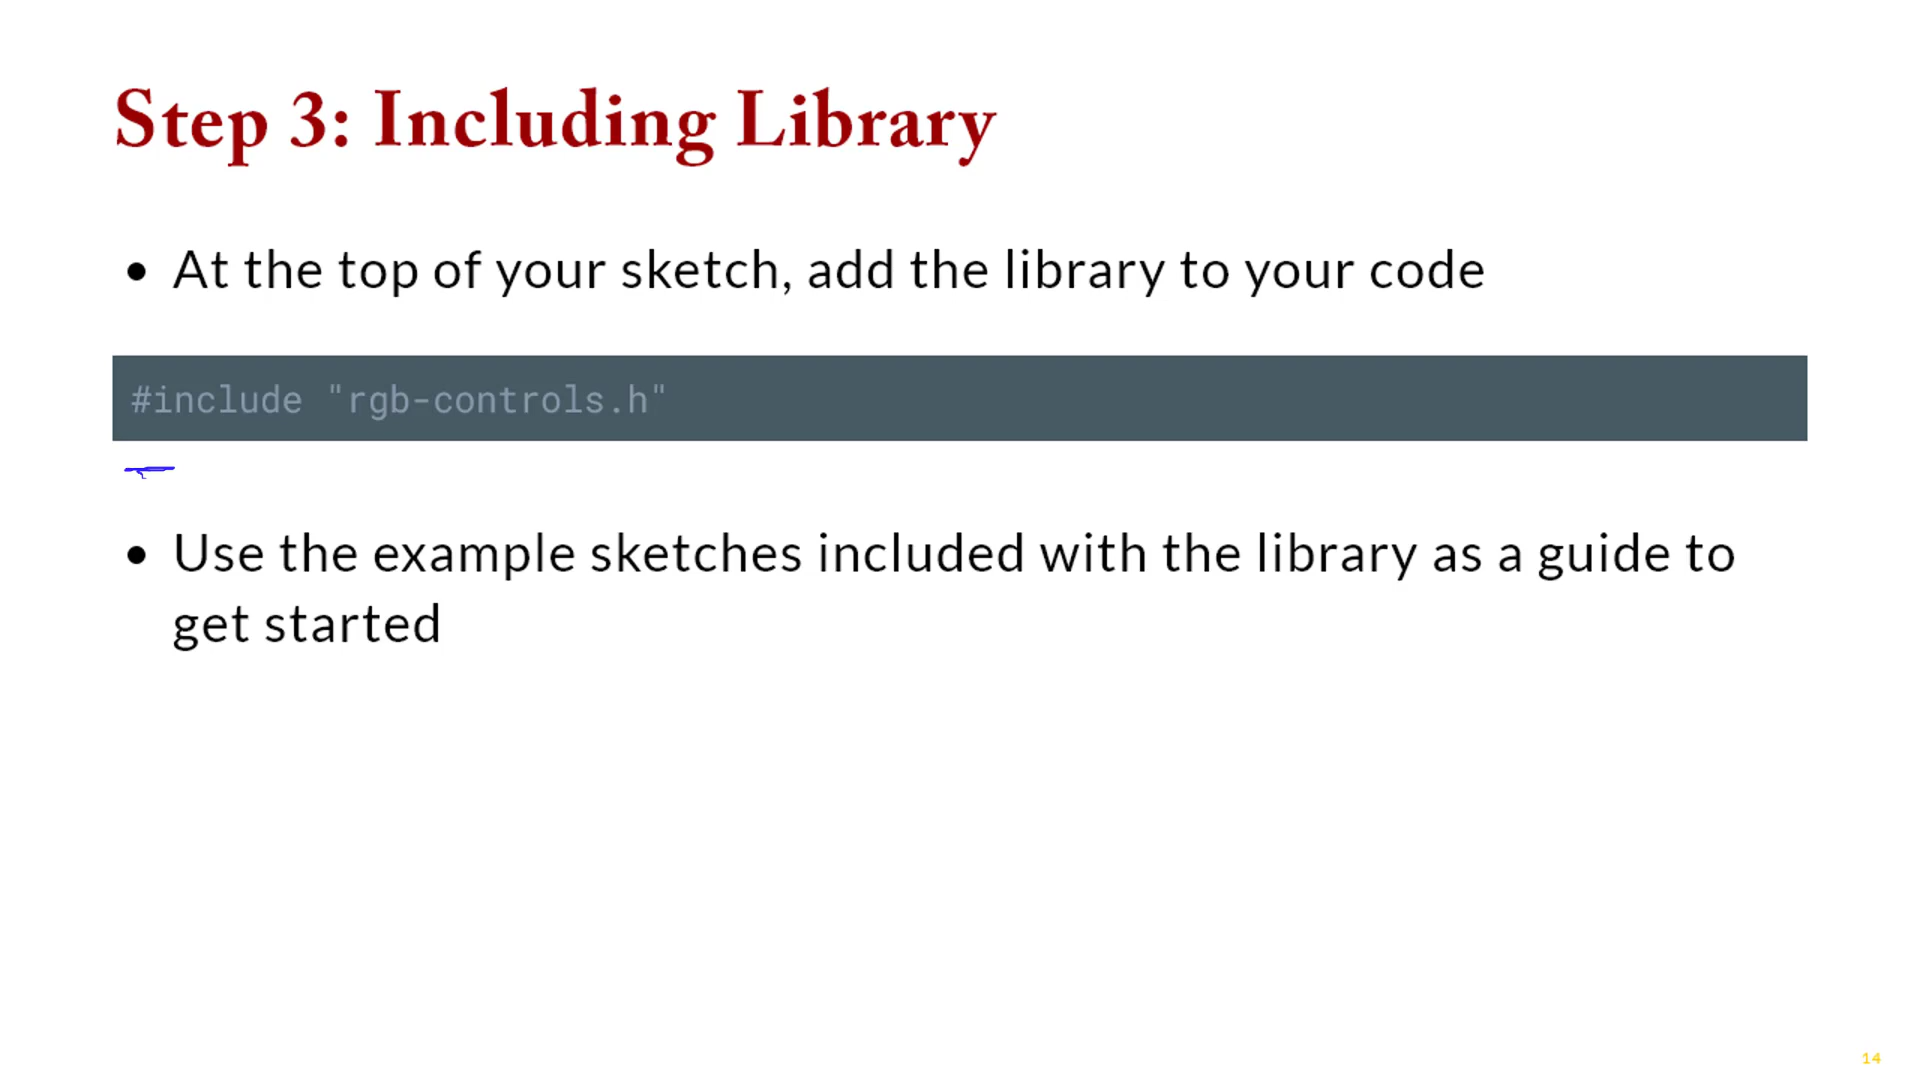 Step 3: Including Library
• At the top of your sketch, add the library to your code
#include "rgb-controls.h"
• Use the example sketches included with the library as a guide to
get started
14